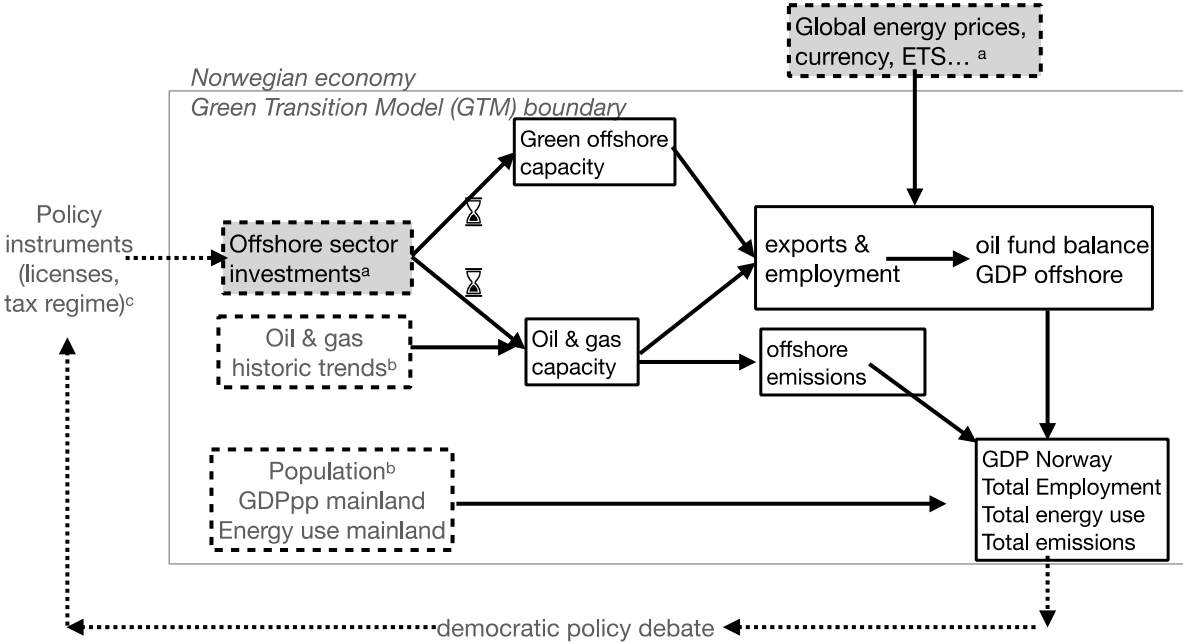 Global energy prices,
currency, ETS... a
Norwegian economy
Green Transition Model (GTM) boundary
Green offshore
capacity
Policy
instruments
(licenses,
tax regime)c
Offshore sector
investmentsa
exports &
employment
oil fund balance
GDP offshore
Oil & gas
historic trendsb
Oil & gas
capacity
offshore
emissions
Populationb
GDPpp mainland
Energy use mainland
GDP Norway
Total Employment
Total energy use
Total emissions
democratic policy debate